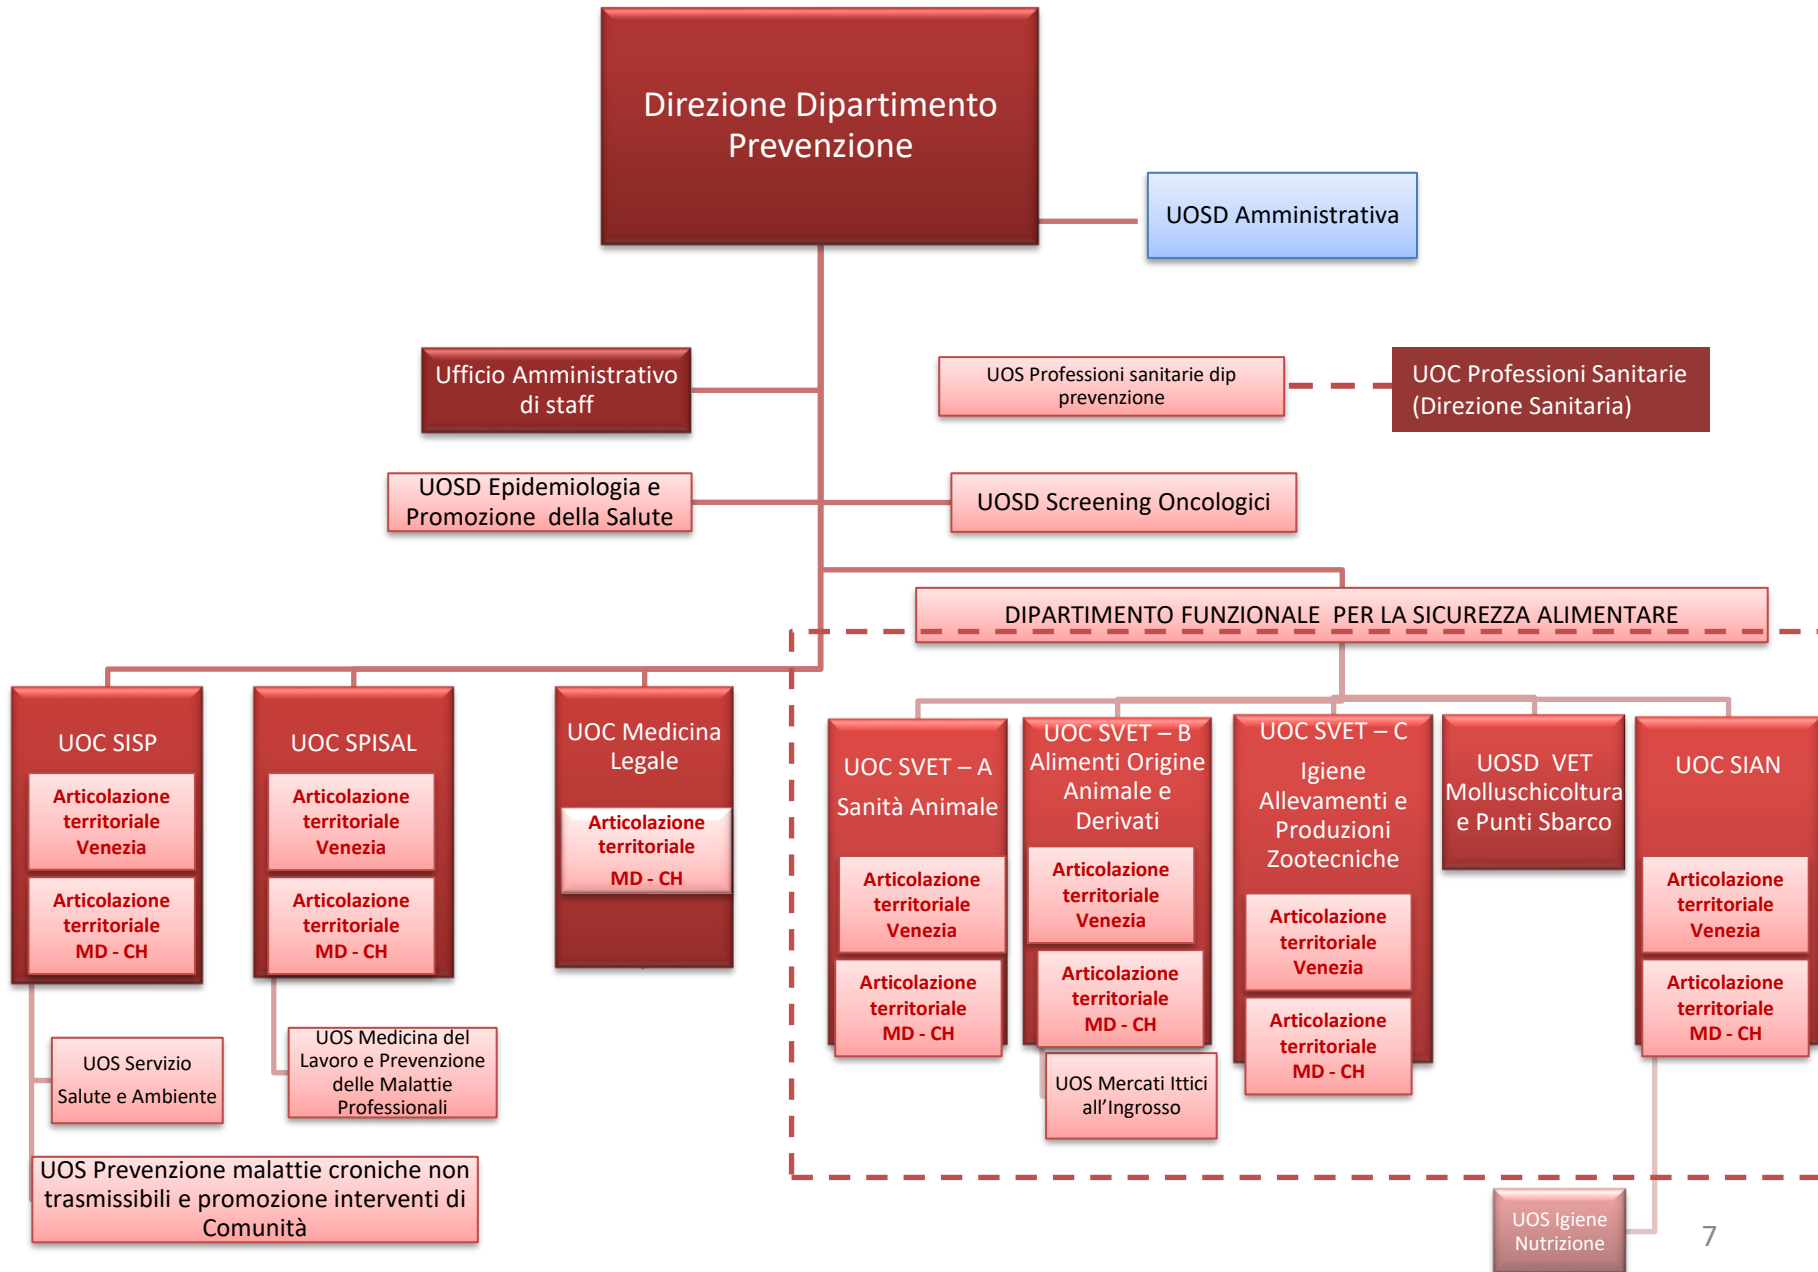 Direzione Dipartimento
Prevenzione
UOSD Amministrativa
Ufficio Amministrativo
di staff
UOS Professioni sanitarie dip
prevenzione
UOC Professioni Sanitarie
(Direzione Sanitaria)
UOSD Epidemiologia e
Promozione della Salute
UOSD Screening Oncologici
DIPARTIMENTO FUNZIONALE PER LA SICUREZZA ALIMENTARE
UOC SISP
Articolazione
territoriale
Venezia
Articolazione
territoriale
MD - CH
UOS Servizio
Salute e Ambiente
UOS Prevenzione malattie croniche non
trasmissibili e promozione interventi di
Comunità
UOC SPISAL
Articolazione
territoriale
Venezia
Articolazione
territoriale
MD - CH
UOS Medicina del
Lavoro e Prevenzione
delle Malattie
Professionali
UOC Medicina
Legale
Articolazione
territoriale
MD - CH
UOC SVET – A
Sanità Animale
Articolazione
territoriale
Venezia
Articolazione
territoriale
MD - CH
UOC SVET – B
Alimenti Origine
Animale e
Derivati
Articolazione
territoriale
Venezia
Articolazione
territoriale
MD - CH
UOS Mercati Ittici
all’Ingrosso
UOC SVET – C
Igiene
Allevamenti e
Produzioni
Zootecniche
Articolazione
territoriale
Venezia
Articolazione
territoriale
MD - CH
UOSD VET
Molluschicoltura
e Punti Sbarco
UOC SIAN
Articolazione
territoriale
Venezia
Articolazione
territoriale
MD - CH
UOS Igiene
Nutrizione
7